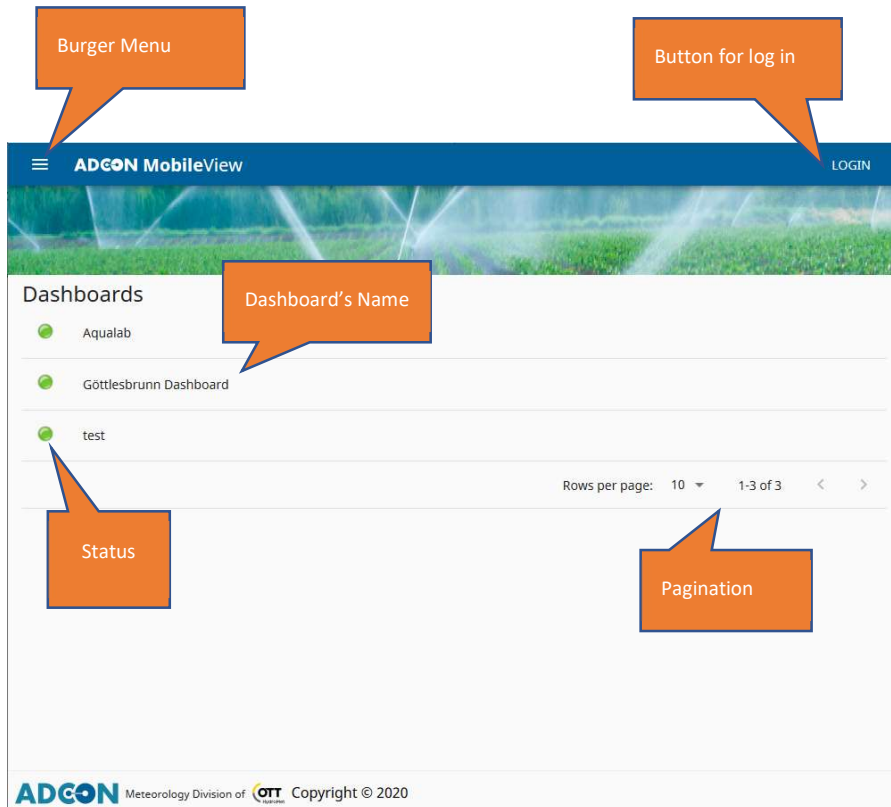 Burger Menu
Button for log in
ADCON MobileView
LOGIN
Dashboards
Dashboard's Name
Aqualab
Göttlesbrunn Dashboard
test
Rows per page: 10 1-3 of 3
Status
Pagination
ADCON Meteorology Division of OTT Copyright © 2020